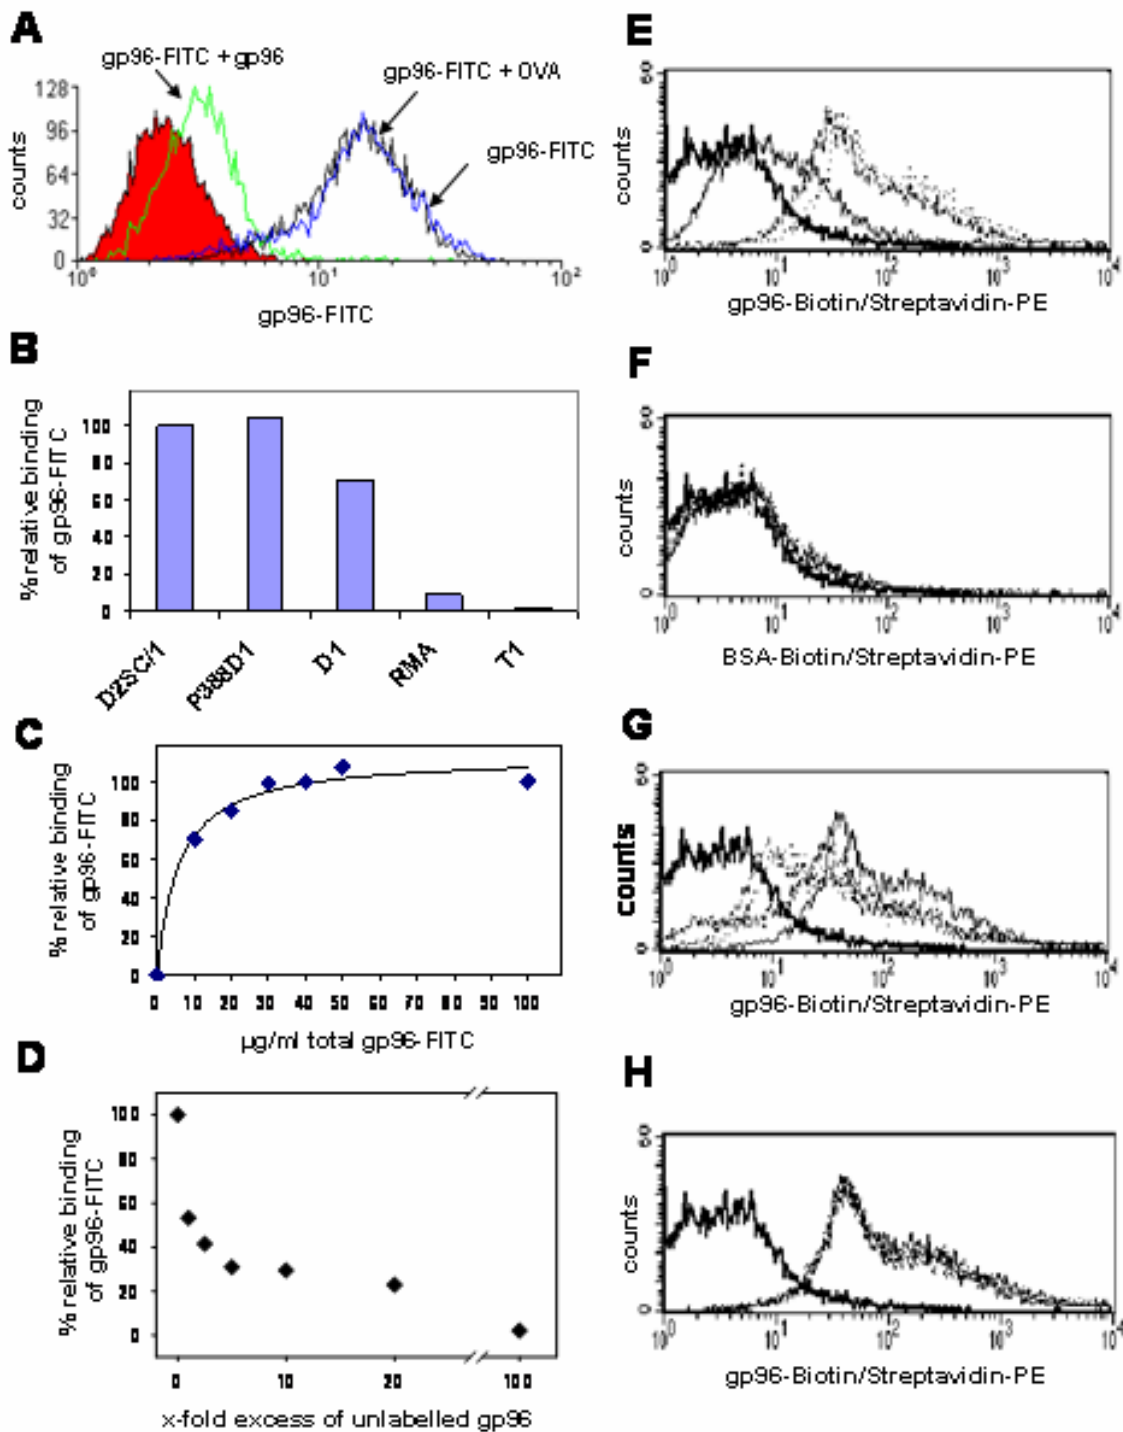 A
gp96-FITC + gp96
gp96-FITC + OVA
gp96-FITC
counts
128
96
64
32
0
10^0
10^1
10^2
gp96-FITC
B
% relative binding
of gp96-FITC
100
80
60
40
20
0
D2SC/1
P388D1
D1
RMA
T1
C
% relative binding
of gp96-FITC
100
80
60
40
20
0
0 10 20 30 40 50 60 70 80 90 100
µg/ml total gp96-FITC
D
% relative binding
of gp96-FITC
100
80
60
40
20
0
0 10 20 100
x-fold excess of unlabelled gp96
E
counts
60
0
10^0 10^1 10^2 10^3 10^4
gp96-Biotin/Streptavidin-PE
F
counts
60
0
10^0 10^1 10^2 10^3 10^4
BSA-Biotin/Streptavidin-PE
G
counts
60
0
10^0 10^1 10^2 10^3 10^4
gp96-Biotin/Streptavidin-PE
H
counts
60
0
10^0 10^1 10^2 10^3 10^4
gp96-Biotin/Streptavidin-PE